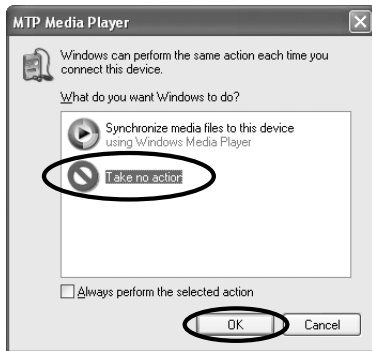 MTP Media Player
Windows can perform the same action each time you
connect this device.
What do you want Windows to do?
Synchronize media files to this device
using Windows Media Player
Take no action
Always perform the selected action
OK
Cancel